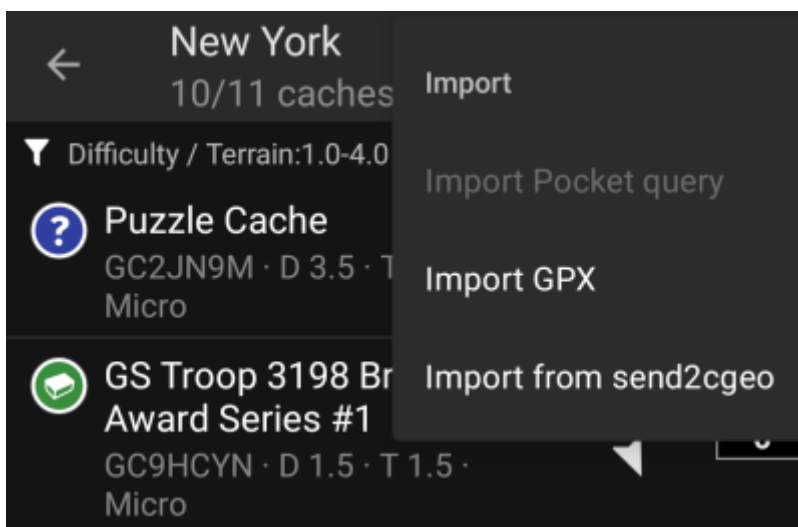 New York
10/11 caches
Import
Difficulty / Terrain:1.0-4.0
Import Pocket query
? Puzzle Cache
GC2JN9M · D 3.5 ·
Import GPX
Micro
GS Troop 3198 Br
Import from send2cgeo
Award Series #1
GC9HCYN · D 1.5 · T 1.5 ·
Micro